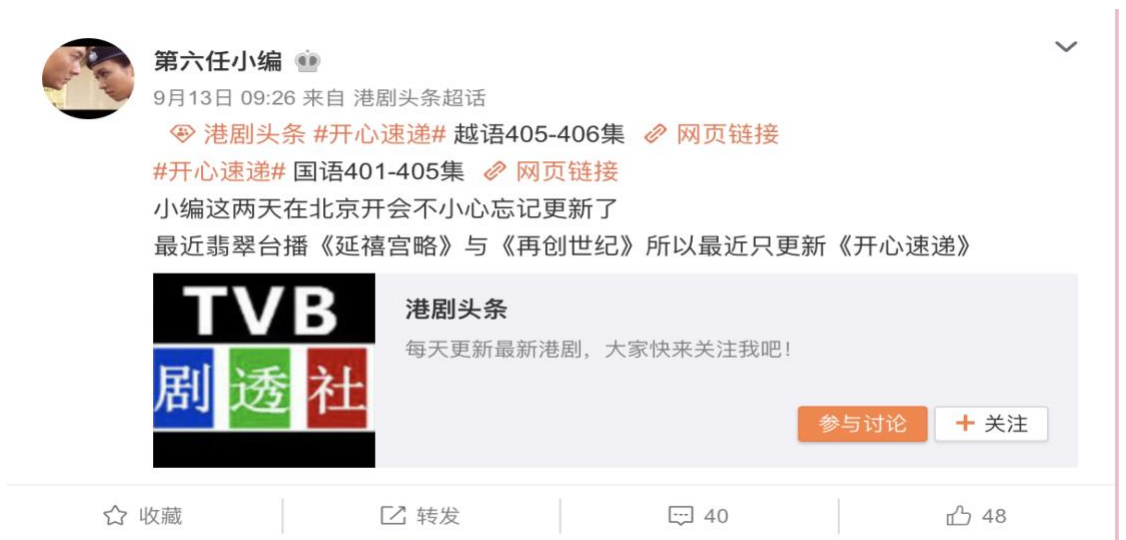 第六任小编
9月13日 09:26 来自 港剧头条超话
港剧头条 #开心速递# 越语405-406集 网页链接
#开心速递# 国语401-405集 网页链接
小编这两天在北京开会不小心忘记更新了
最近翡翠台播《延禧宫略》与《再创世纪》所以最近只更新《开心速递》
TVB
剧透社
港剧头条
每天更新最新港剧，大家快来关注我吧！
参与讨论
+ 关注
收藏
转发
40
48